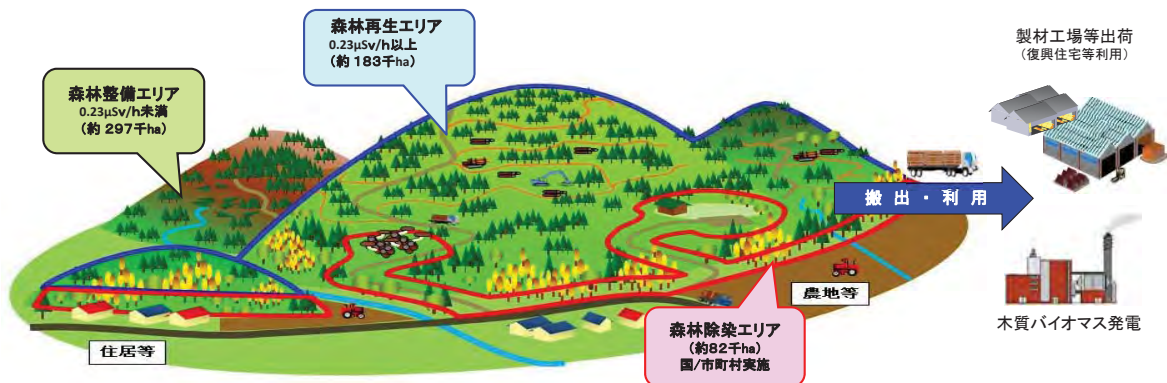 森林再生エリア
0.23μSv/h以上
(約 183千ha)
森林整備エリア
0.23μSv/h未満
(約 297千ha)
製材工場等出荷
(復興住宅等利用)
搬 出 ・ 利 用
農地等
住居等
森林除染エリア
(約82千ha)
国/市町村実施
木質バイオマス発電